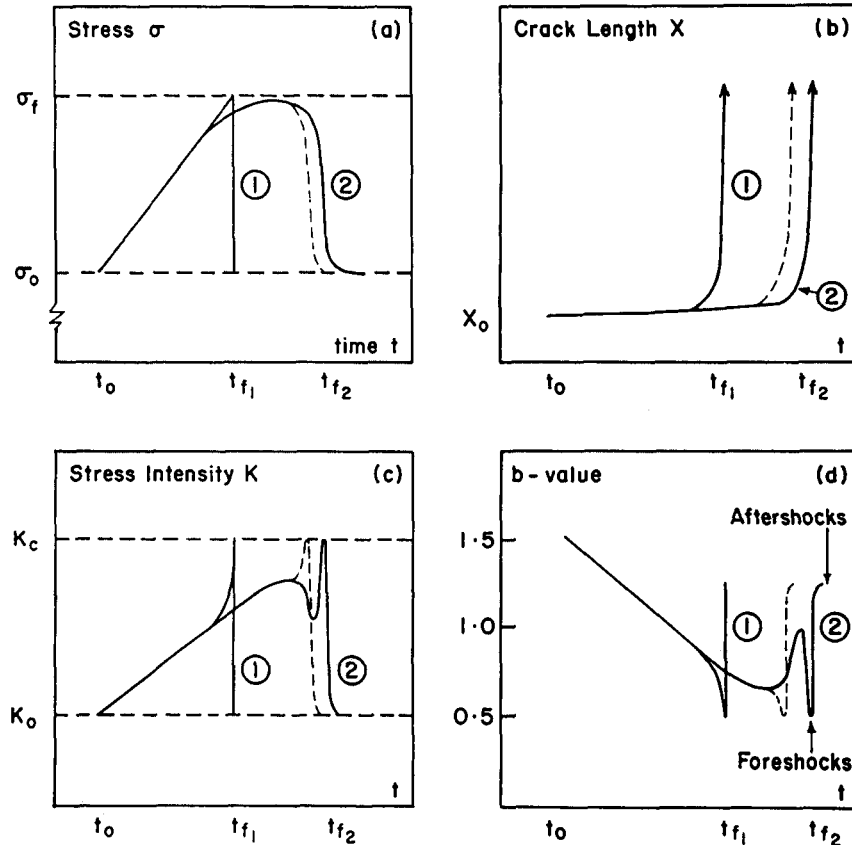 Stress σ (a)
σf
σo
①
②
time t
to tf1 tf2
Crack Length X (b)
Xo
①
②
t
to tf1 tf2
Stress Intensity K (c)
Kc
Ko
①
②
t
to tf1 tf2
b-value (d)
Aftershocks
1.5
1.0
0.5
①
②
Foreshocks
t
to tf1 tf2